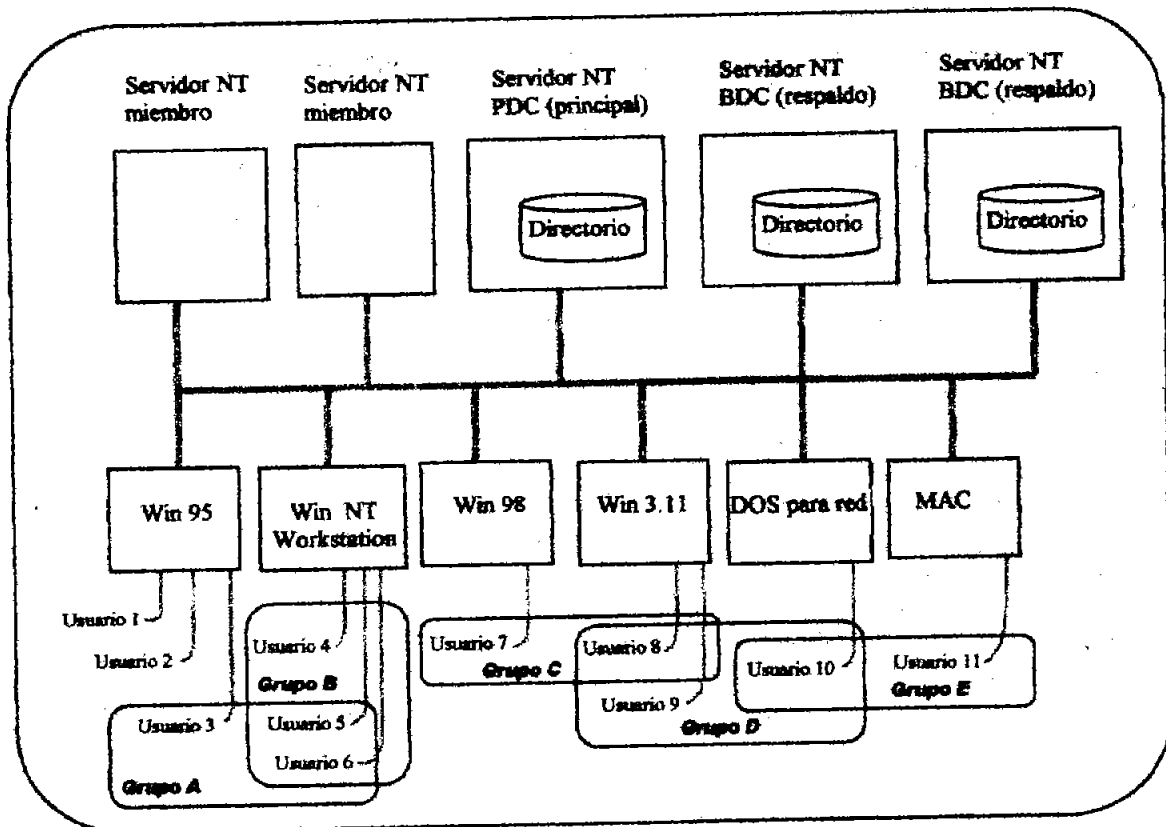 Servidor NT
miembro
Servidor NT
miembro
Servidor NT
PDC (principal)
Servidor NT
BDC (respaldo)
Servidor NT
BDC (respaldo)
Directorio
Directorio
Directorio
Win 95
Win NT
Workstation
Win 98
Win 3.11
DOS para red
MAC
Usuario 1
Usuario 2
Usuario 3
Grupo A
Usuario 4
Grupo B
Usuario 5
Usuario 6
Usuario 7
Grupo C
Usuario 8
Usuario 9
Grupo D
Usuario 10
Usuario 11
Grupo E